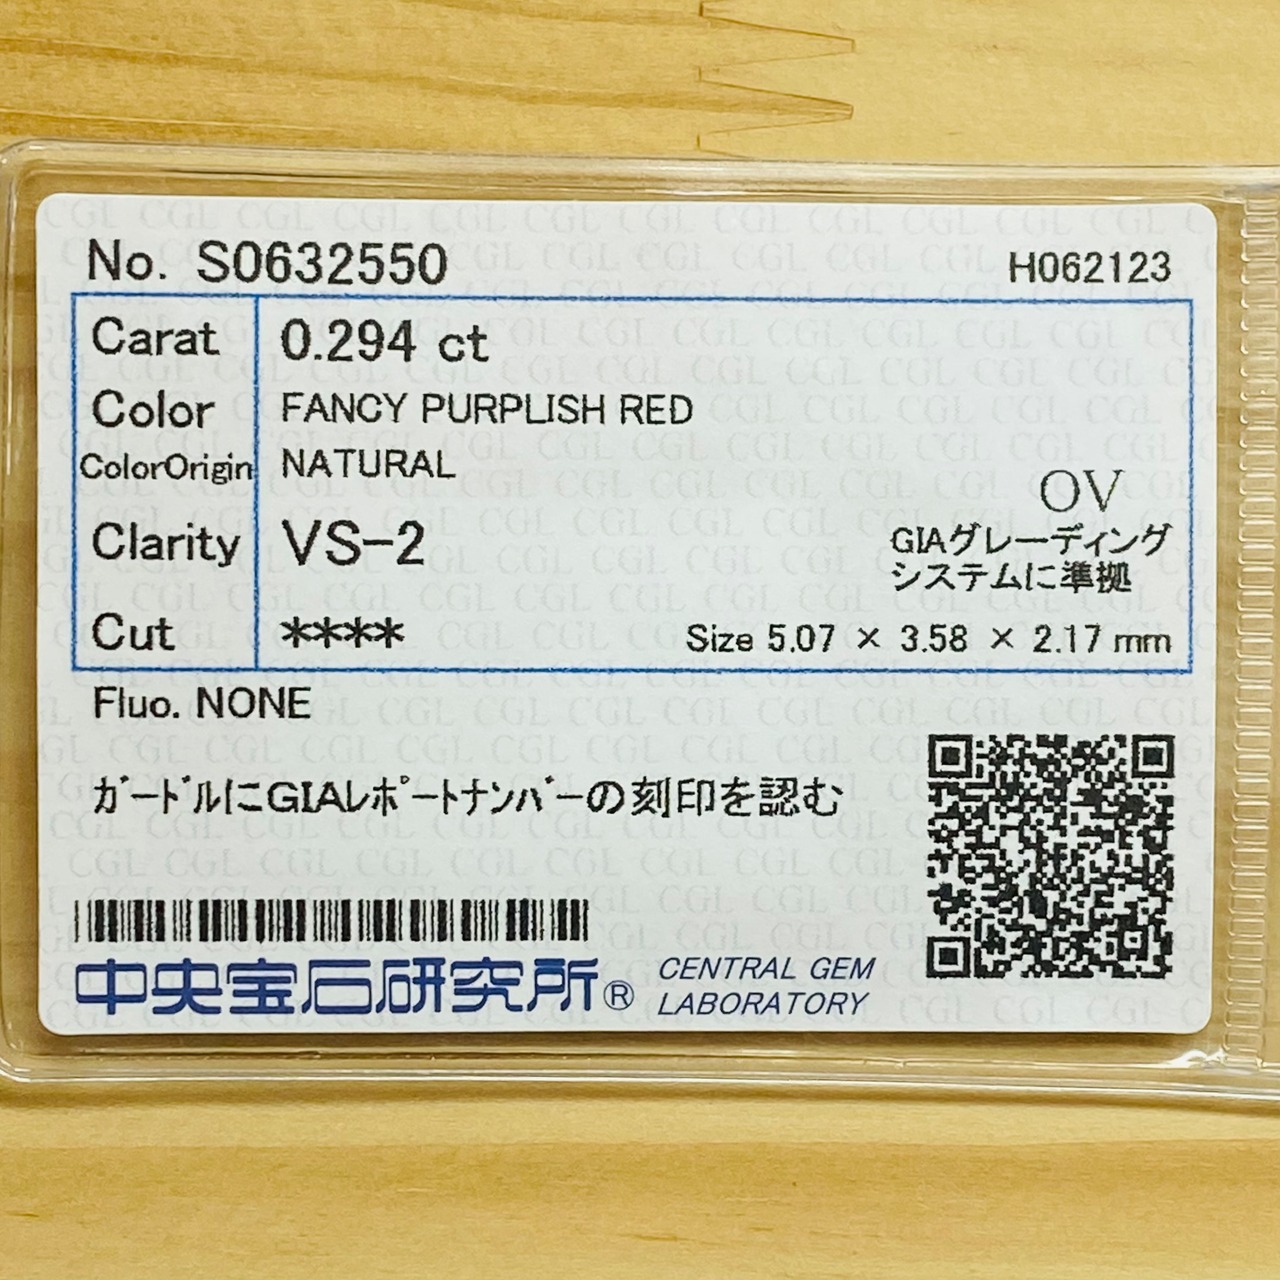 No. S0632550
H062123
Carat 0.294 ct
Color FANCY PURPLISH RED
ColorOrigin NATURAL
OV
Clarity VS-2
GIAグレーディング
システムに準拠
Cut ****
Size 5.07 × 3.58 × 2.17 mm
Fluo. NONE
ｶﾞｰﾄﾞﾙにGIAﾚﾎﾟｰﾄﾅﾝﾊﾞｰの刻印を認む
中央宝石研究所®
CENTRAL GEM
LABORATORY